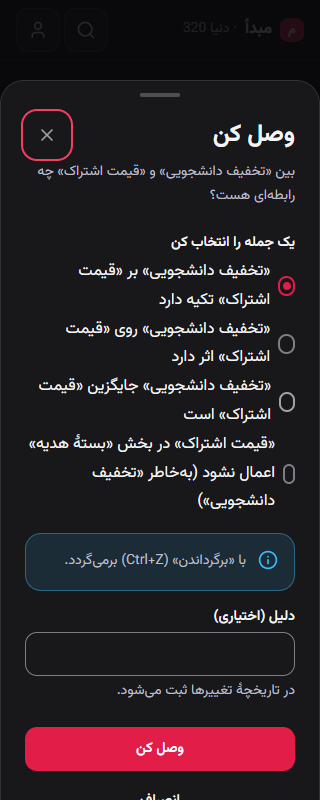 م مبدأ · دنیا 320
وصل کن
بین «تخفیف دانشجویی» و «قیمت اشتراک» چه
رابطه‌ای هست؟
یک جمله را انتخاب کن
«تخفیف دانشجویی» بر «قیمت
اشتراک» تکیه دارد
«تخفیف دانشجویی» روی «قیمت
اشتراک» اثر دارد
«تخفیف دانشجویی» جایگزین «قیمت
اشتراک» است
«قیمت اشتراک» در بخش «بستهٔ هدیه»
اعمال نشود (به‌خاطر «تخفیف
دانشجویی»)
با «برگرداندن» (Ctrl+Z) برمی‌گردد.
دلیل (اختیاری)
در تاریخچهٔ تغییرها ثبت می‌شود.
وصل کن